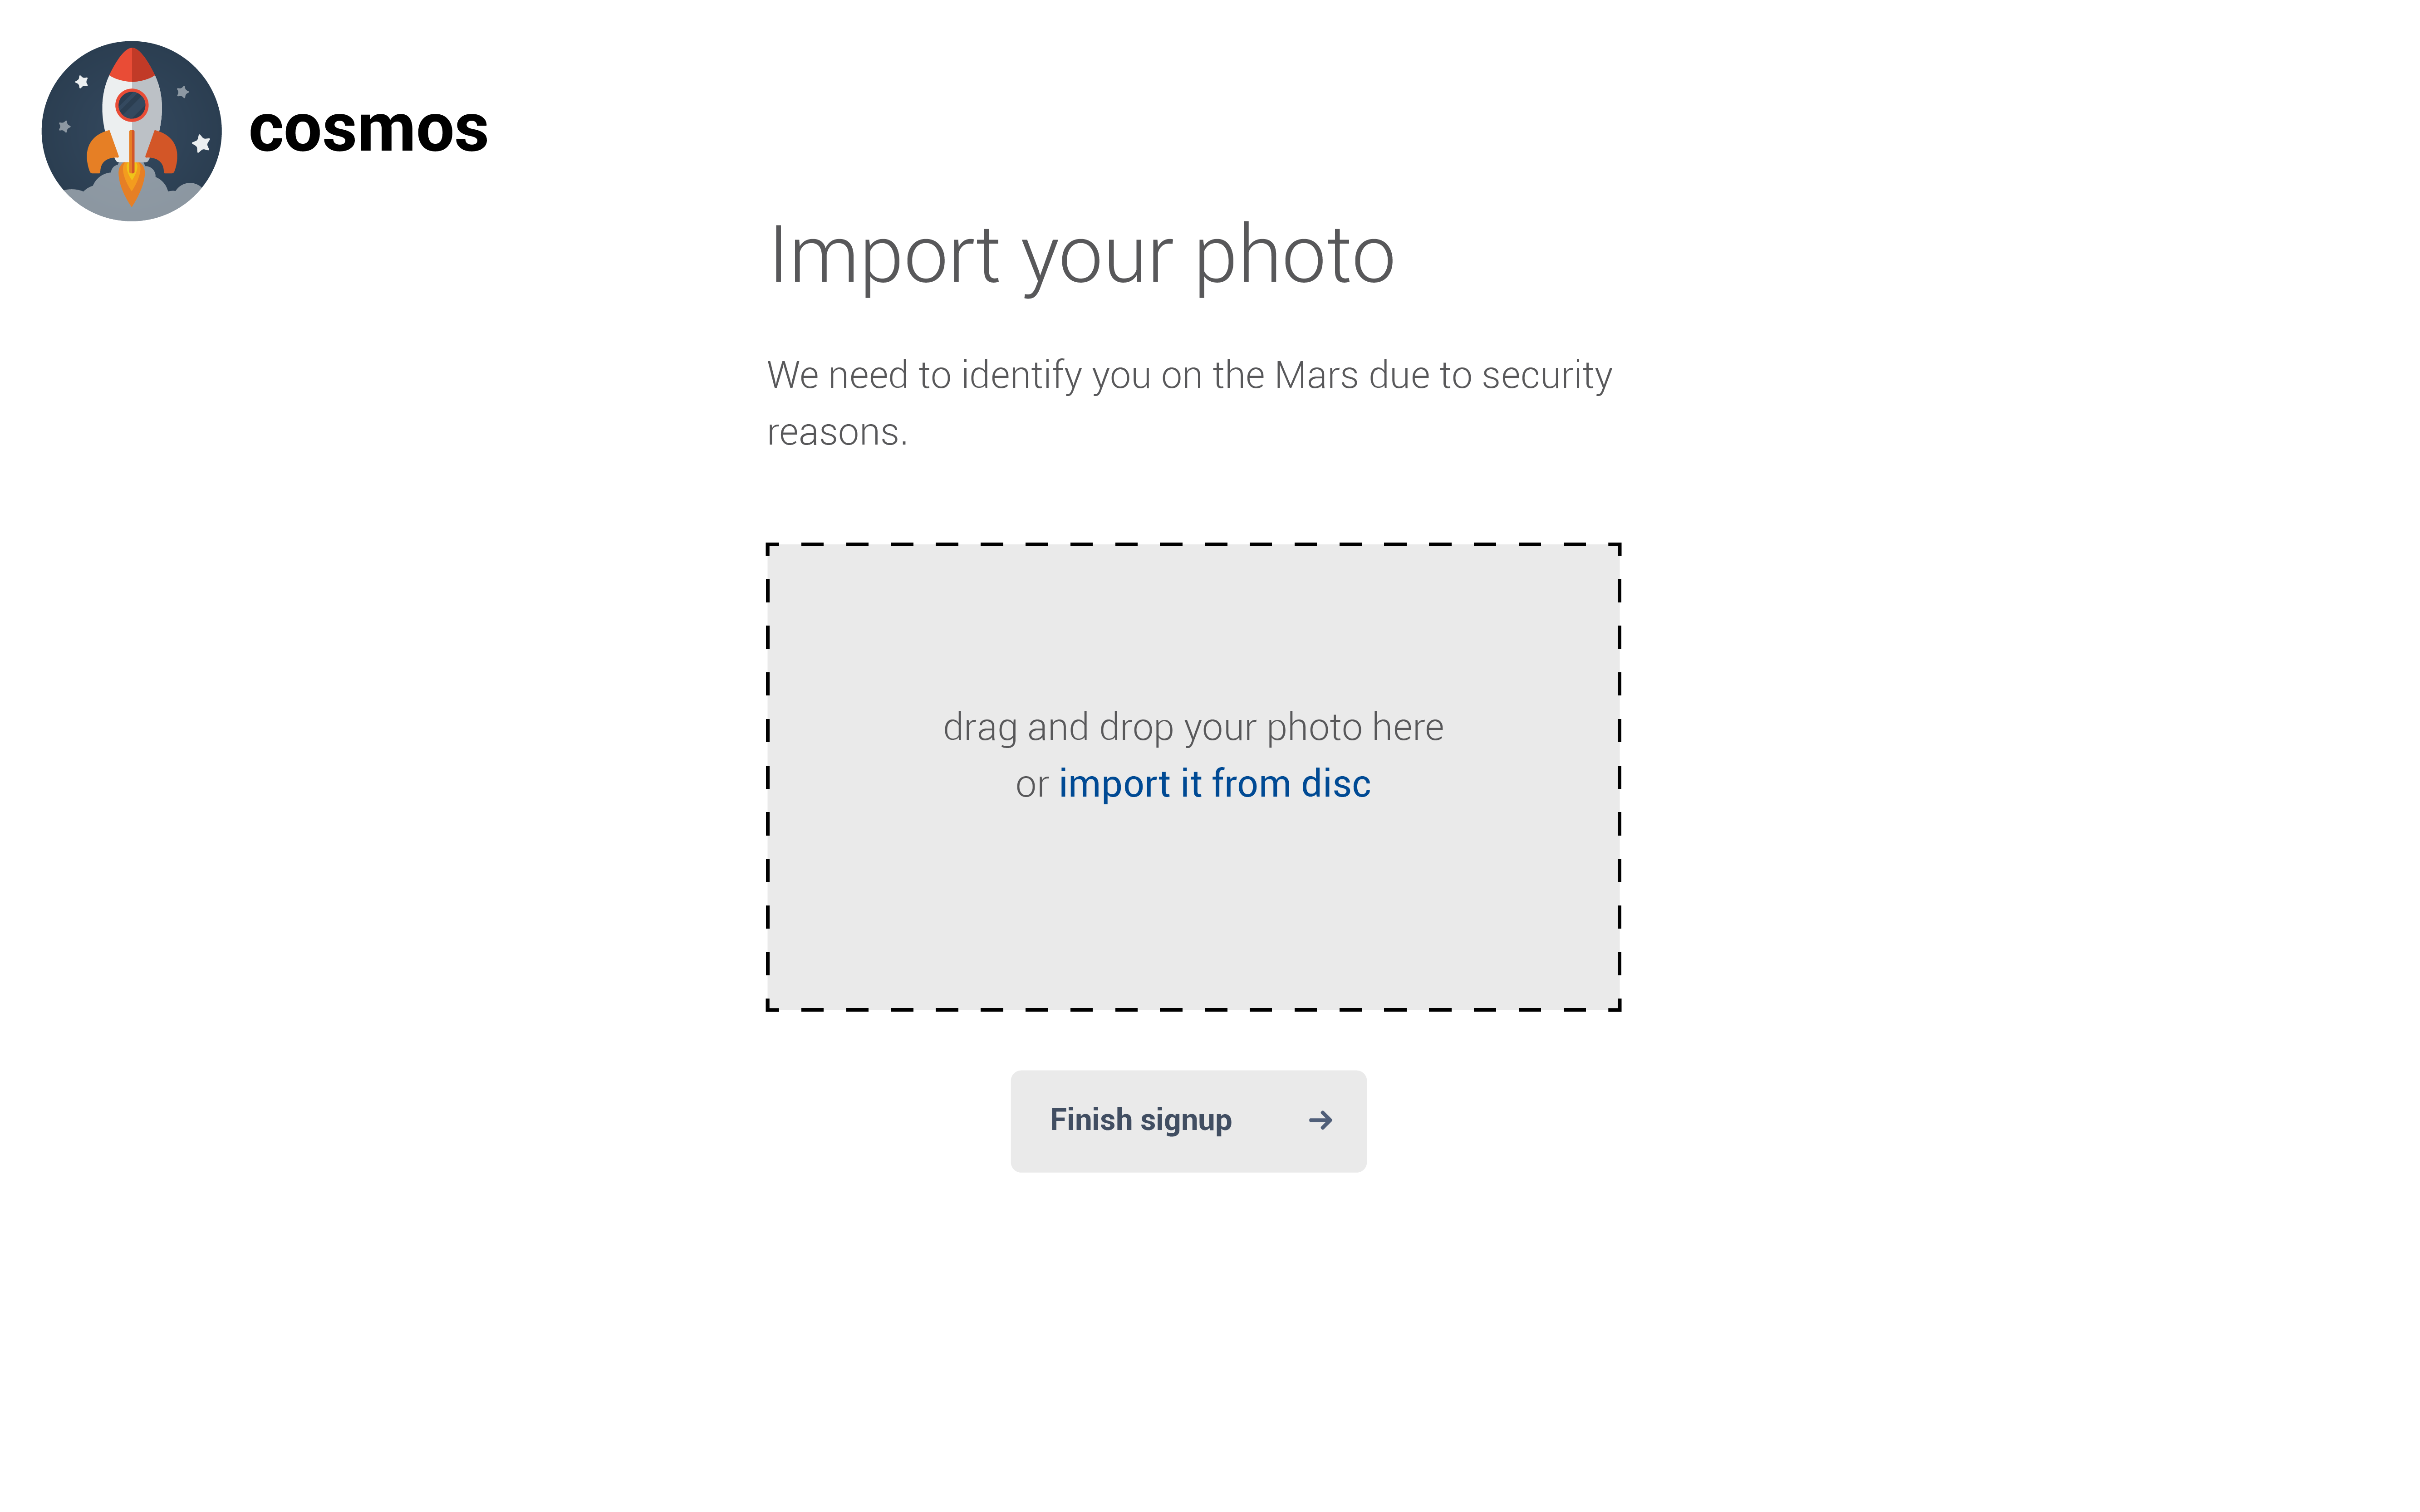 cosmos
Import your photo
We need to identify you on the Mars due to security
reasons.
drag and drop your photo here
or import it from disc
Finish signup